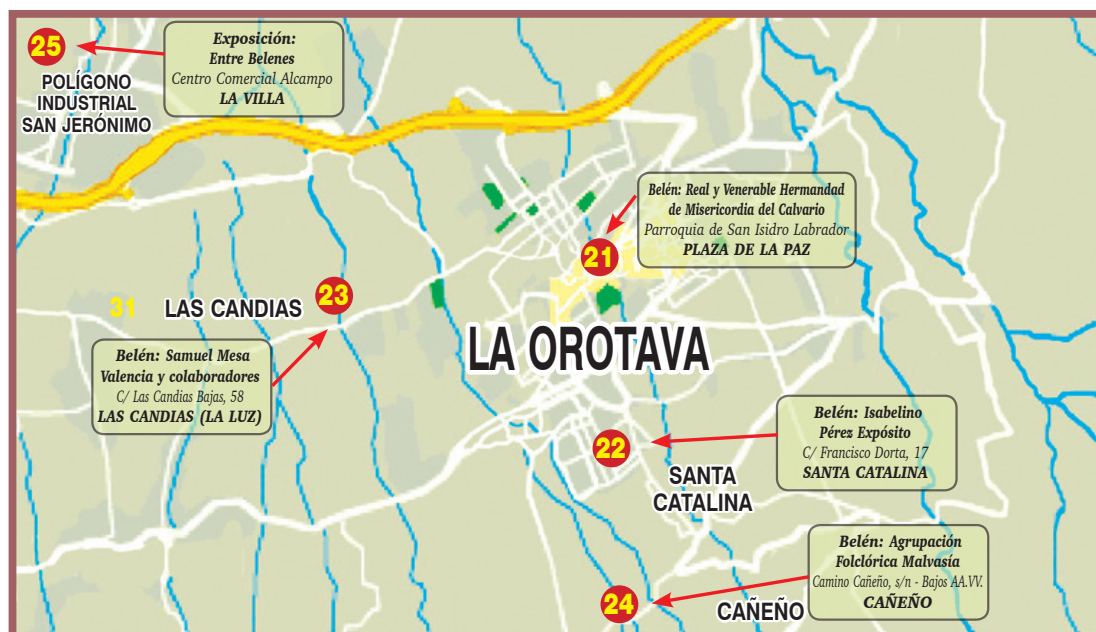 25
POLÍGONO
INDUSTRIAL
SAN JERÓNIMO
Exposición:
Entre Belenes
Centro Comercial Alcampo
LA VILLA
Belén: Real y Venerable Hermandad
de Misericordia del Calvario
Parroquia de San Isidro Labrador
PLAZA DE LA PAZ
21
31
LAS CANDIAS
23
LA OROTAVA
Belén: Samuel Mesa
Valencia y colaboradores
C/ Las Candias Bajas, 58
LAS CANDIAS (LA LUZ)
22
SANTA
CATALINA
Belén: Isabelino
Pérez Expósito
C/ Francisco Dorta, 17
SANTA CATALINA
24
CAÑEÑO
Belén: Agrupación
Folclórica Malvasía
Camino Cañeño, s/n - Bajos AA.VV.
CAÑEÑO